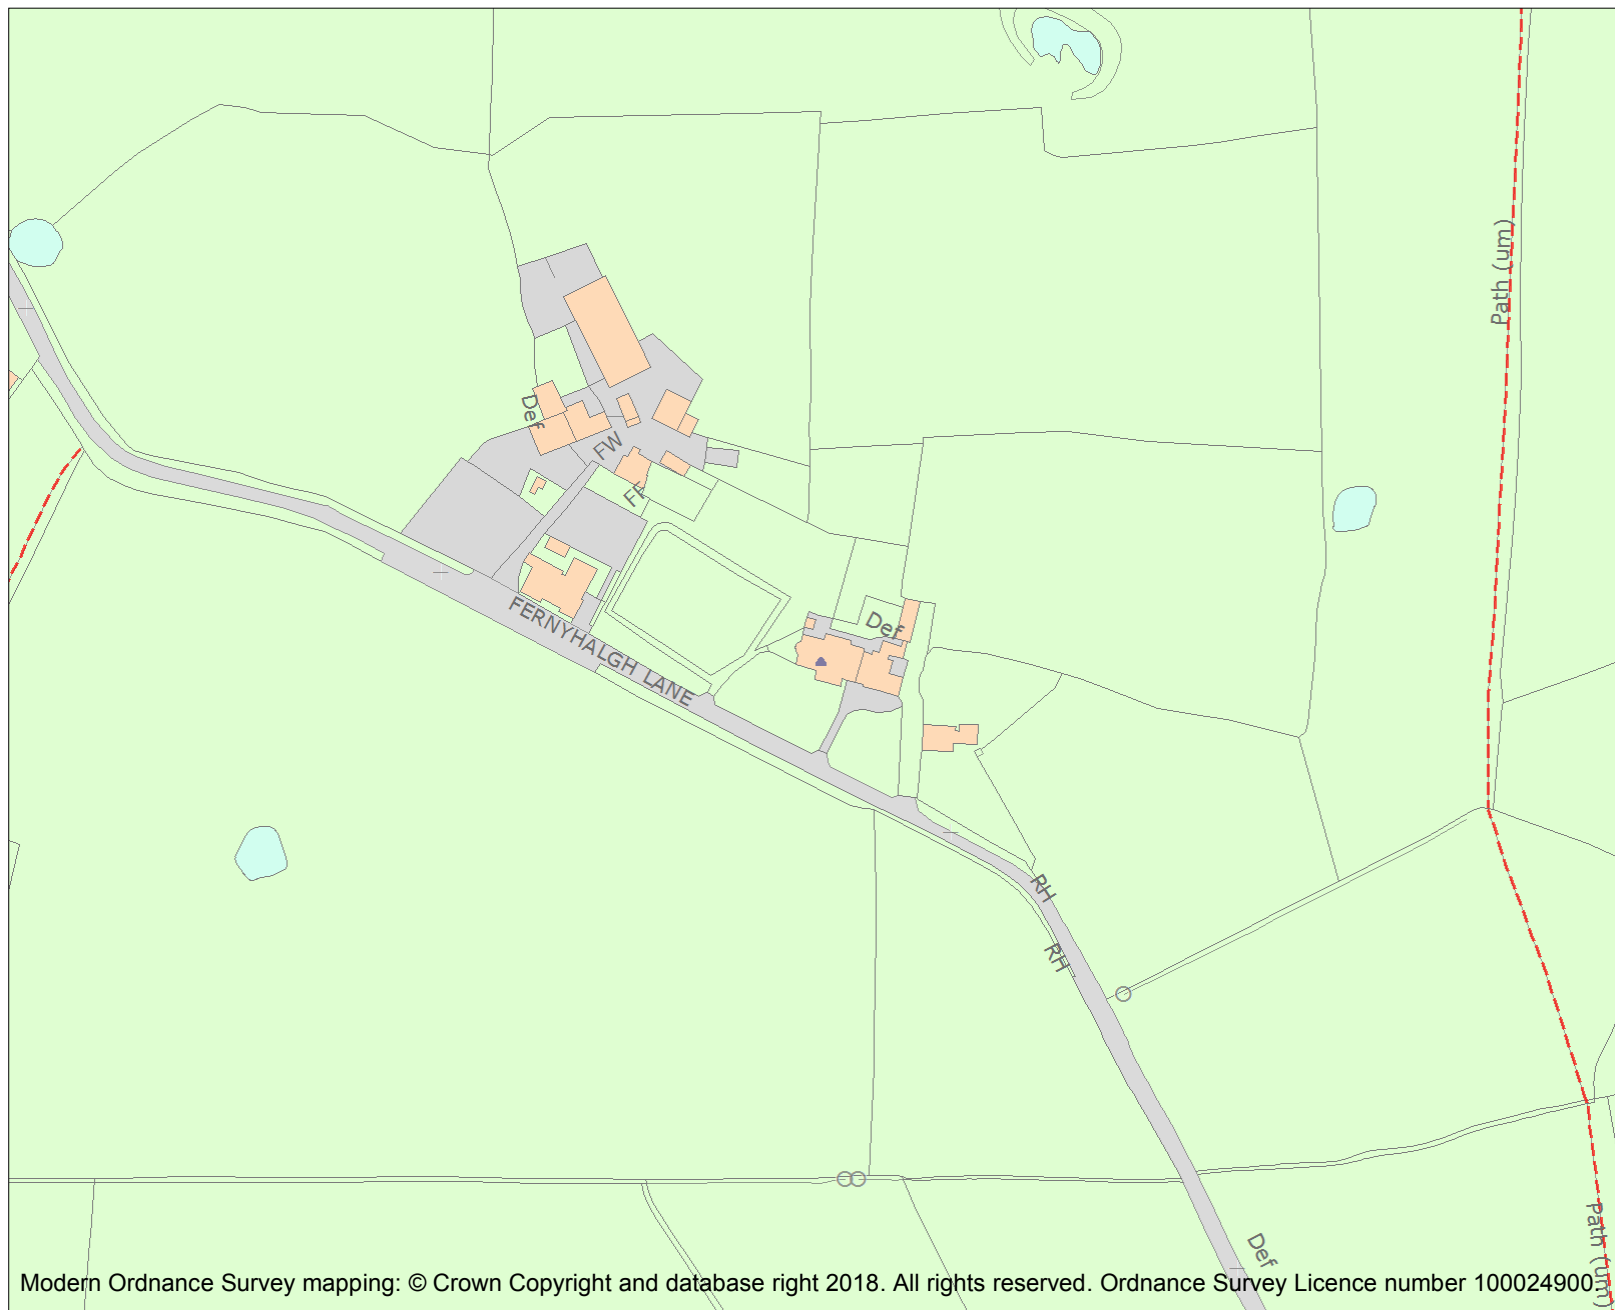 Path (um)
Def
FW
FF
FERNYHALGH LANE
Def
RH
RH
Def
Path (um)
Modern Ordnance Survey mapping: © Crown Copyright and database right 2018. All rights reserved. Ordnance Survey Licence number 100024900.